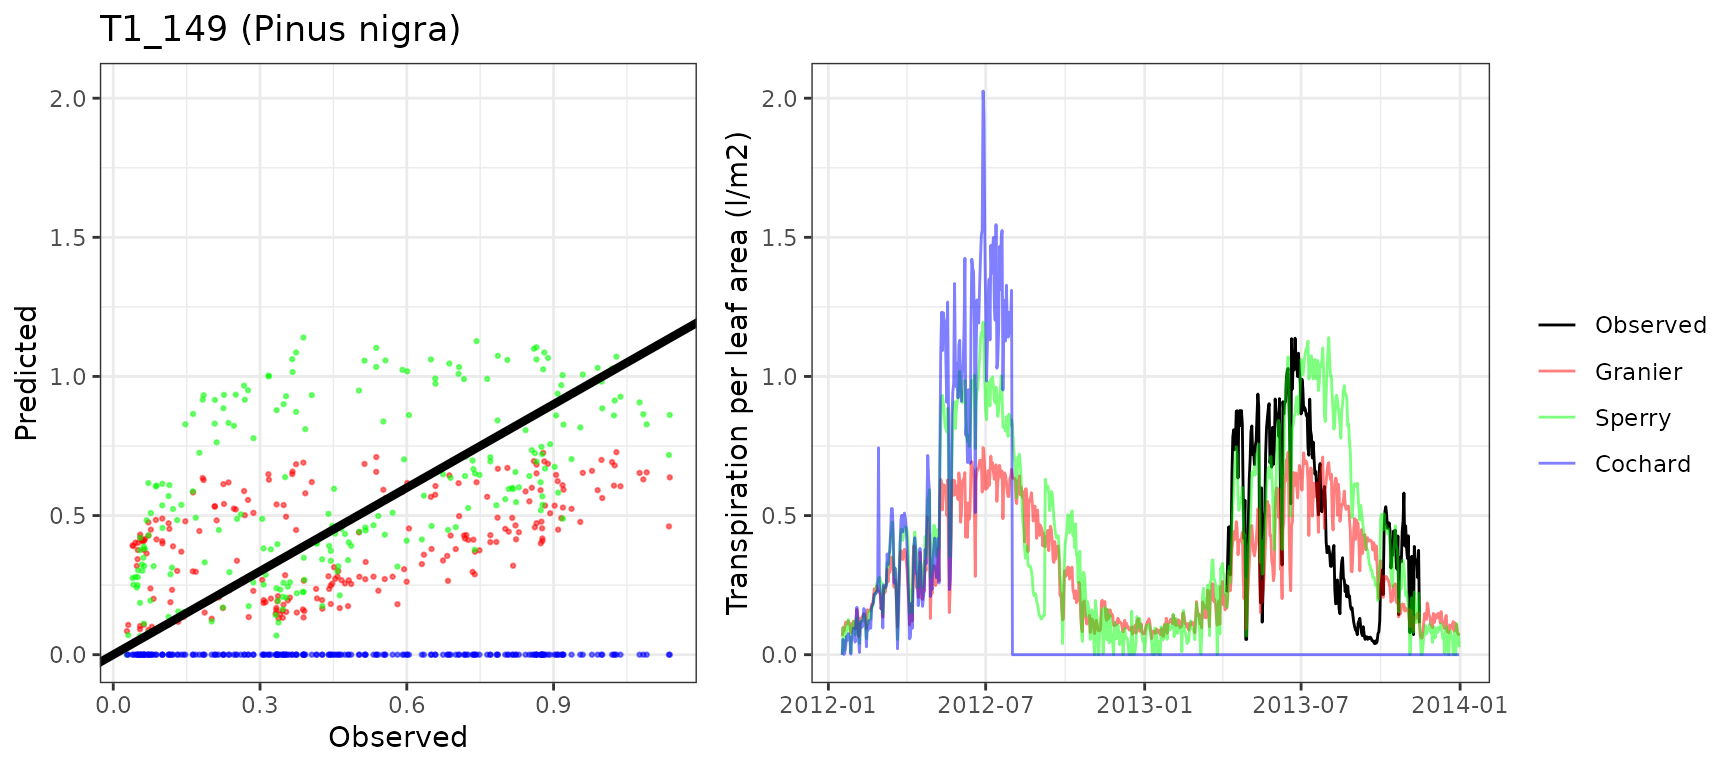 T1_149 (Pinus nigra)
Predicted
2.0
1.5
1.0
0.5
0.0
0.0 0.3 0.6 0.9
Observed
Transpiration per leaf area (l/m2)
2.0
1.5
1.0
0.5
0.0
2012-01 2012-07 2013-01 2013-07 2014-01
Observed
Granier
Sperry
Cochard